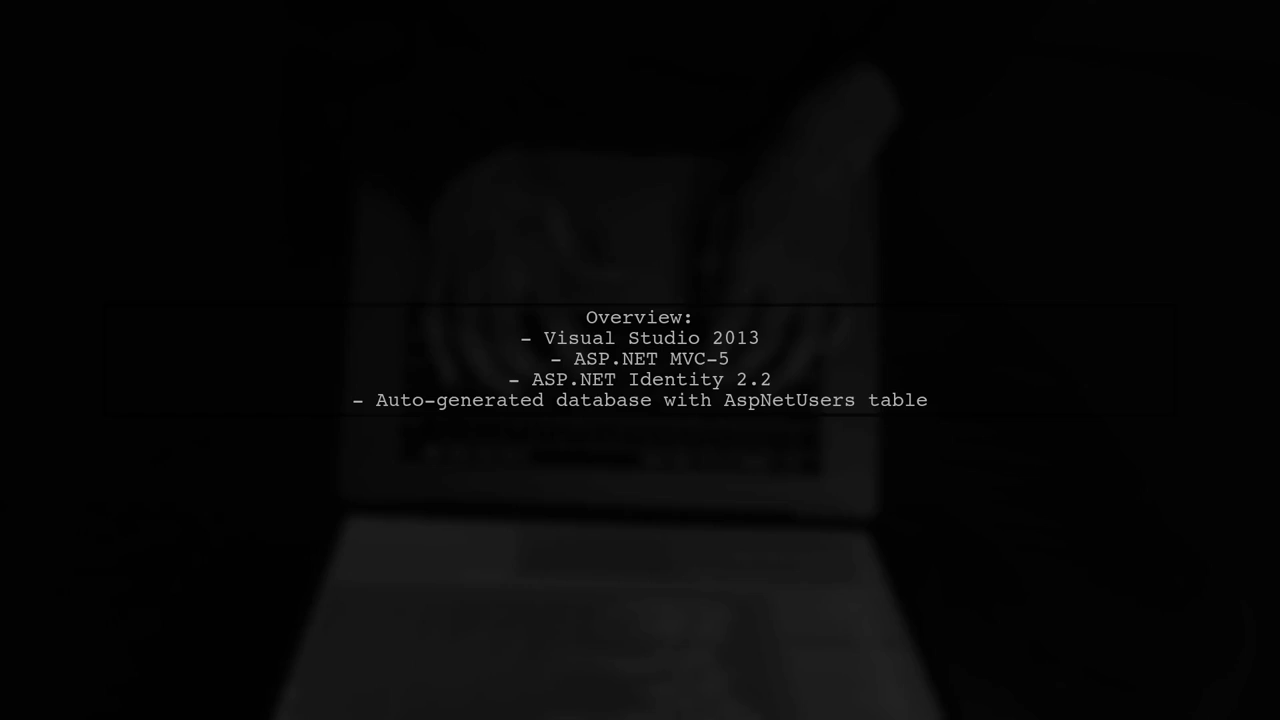 Overview:
- Visual Studio 2013
- ASP.NET MVC-5
- ASP.NET Identity 2.2
- Auto-generated database with AspNetUsers table